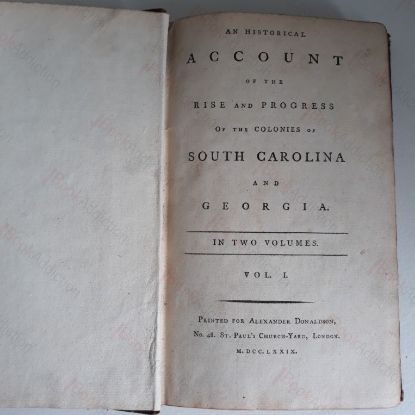 AN HISTORICAL
ACCOUNT
OF THE
RISE AND PROGRESS
OF THE COLONIES OF
SOUTH CAROLINA
AND
GEORGIA.
IN TWO VOLUMES.
VOL. I.
PRINTED FOR ALEXANDER DONALDSON,
No. 48. ST. PAUL'S CHURCH-YARD, LONDON.
M.DCC.LXXIX.